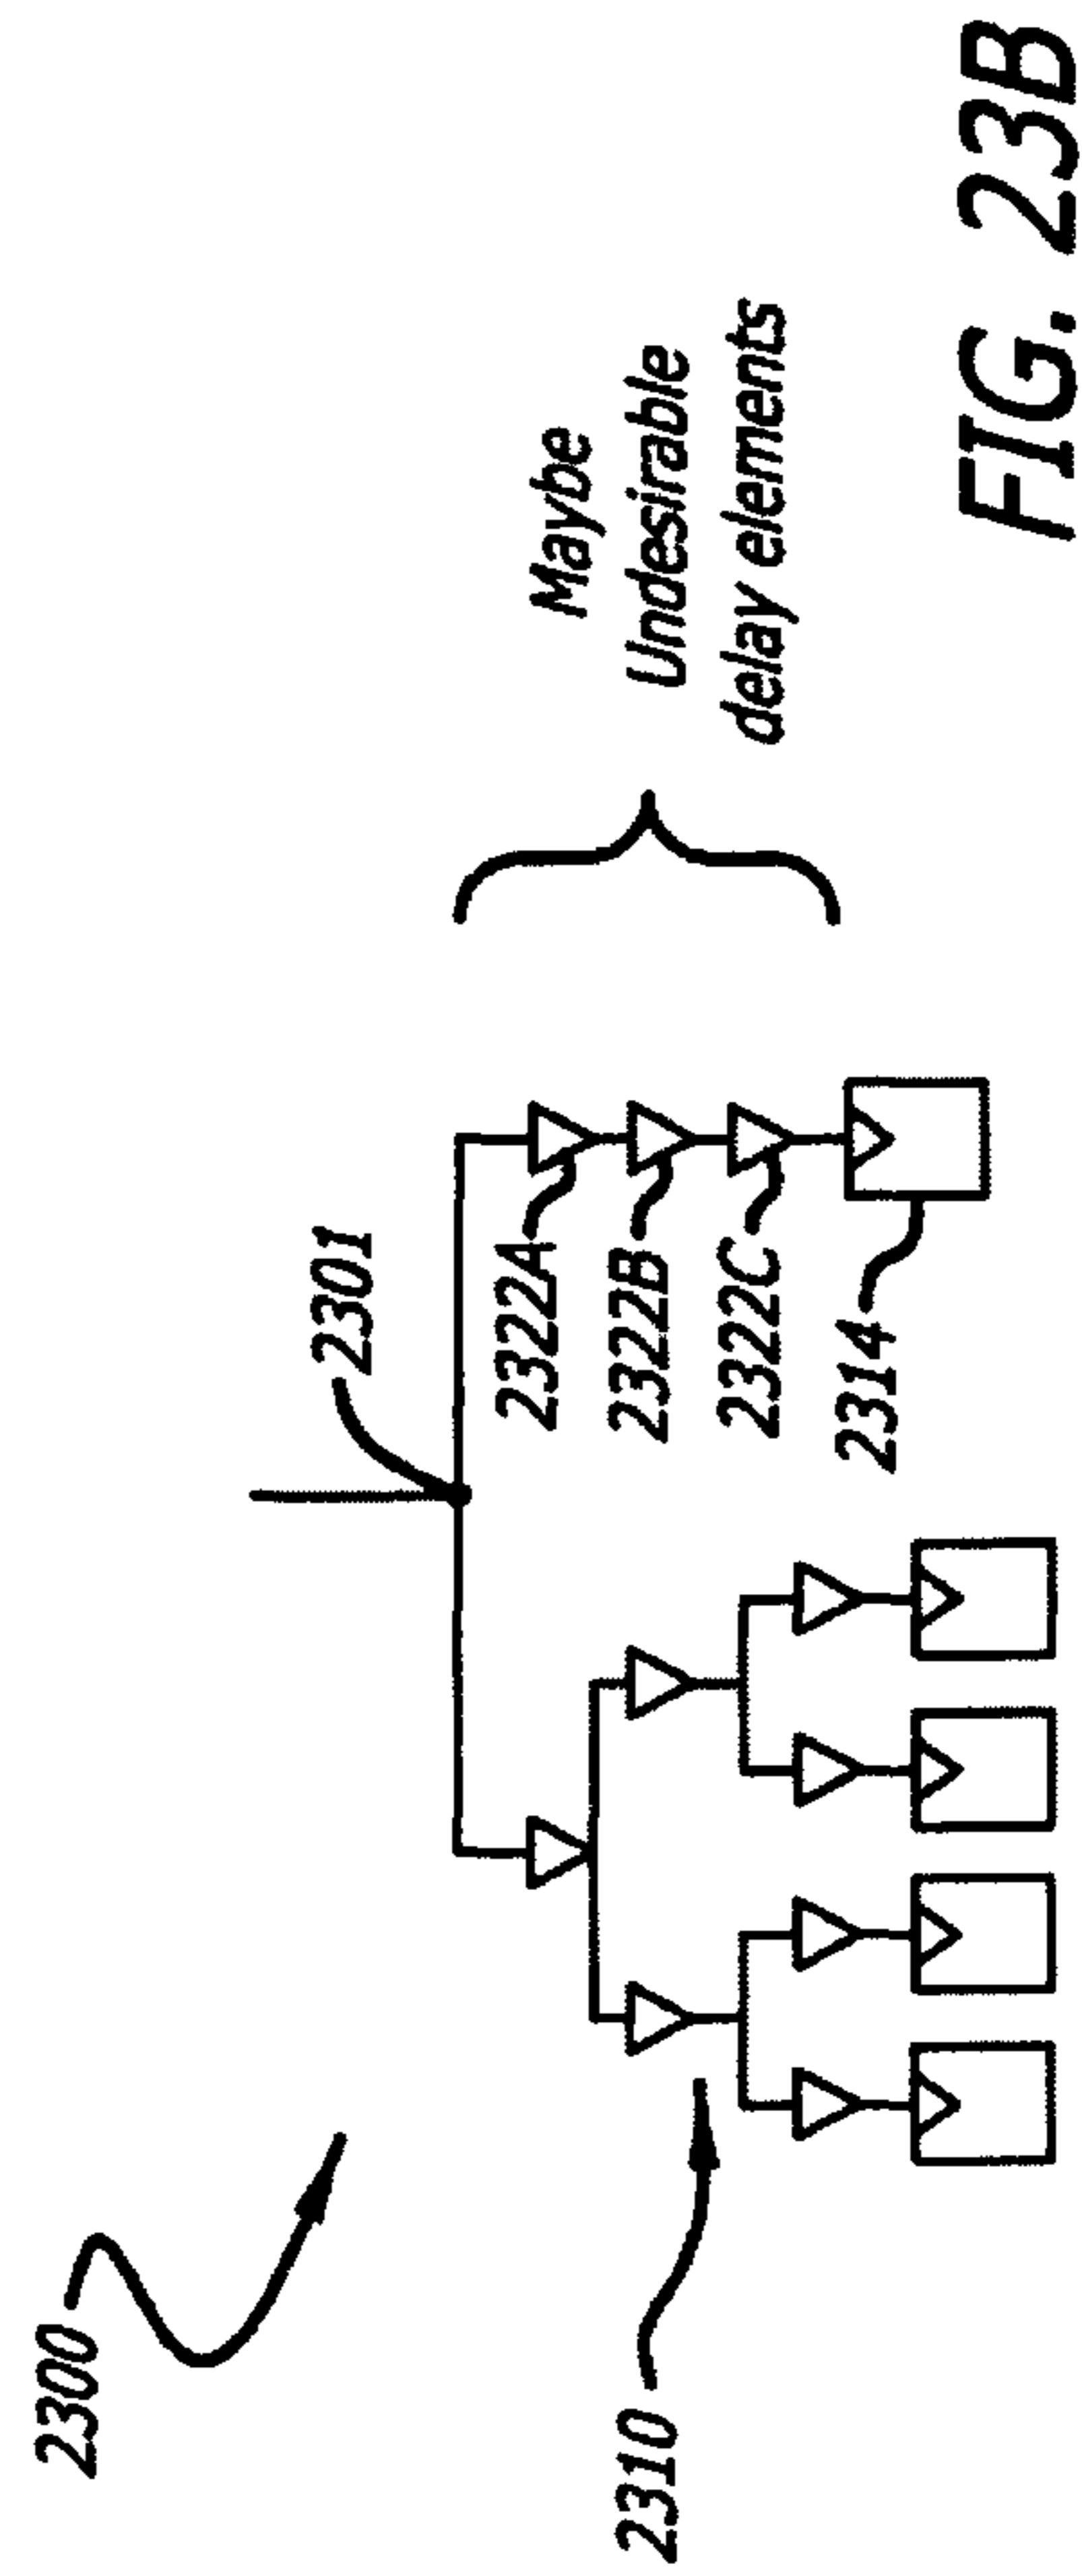 2300
2301
2310
2322A
2322B
2322C
2314
Maybe
Undesirable
delay elements
FIG. 23B